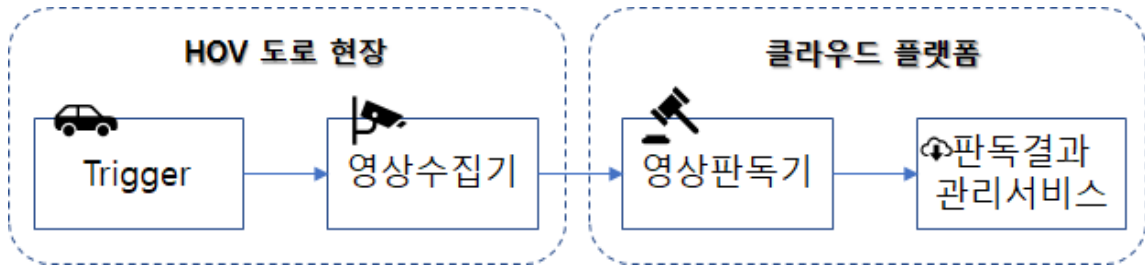 HOV 도로 현장
클라우드 플랫폼
Trigger
영상수집기
영상판독기
판독결과
관리서비스